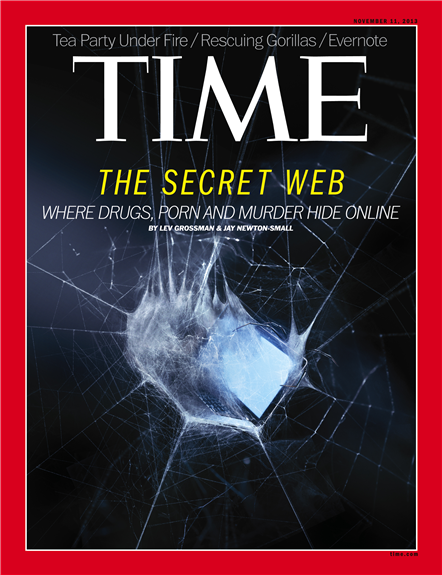 NOVEMBER 11, 2013
Tea Party Under Fire / Rescuing Gorillas / Evernote
TIME
THE SECRET WEB
WHERE DRUGS, PORN AND MURDER HIDE ONLINE
BY LEV GROSSMAN & JAY NEWTON-SMALL
time.com